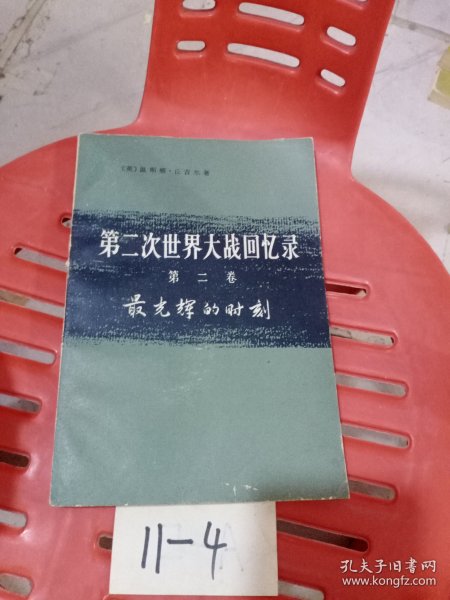 〔英〕温斯顿·丘吉尔著
第二次世界大战回忆录
第二卷
最光辉的时刻
11-4
孔夫子旧书网
www.kongfz.com